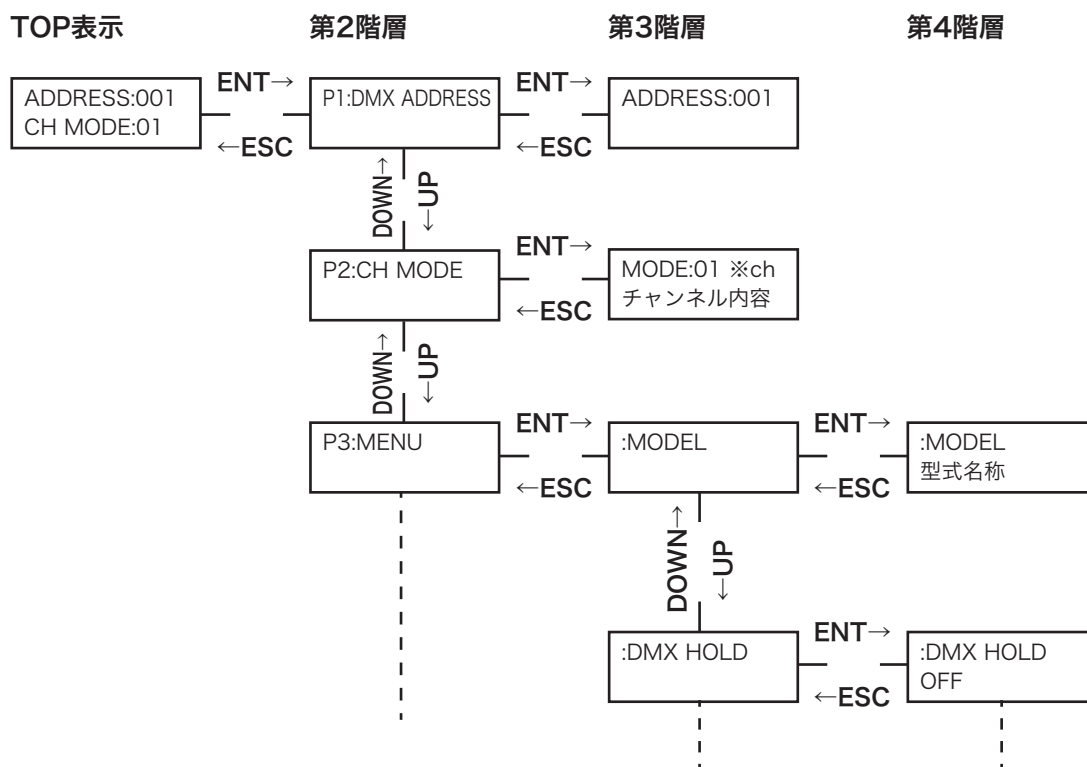 TOP表示
第2階層
第3階層
第4階層
ENT→
ENT→
ADDRESS:001
CH MODE:01
P1:DMX ADDRESS
ADDRESS:001
←ESC
←ESC
DOWN→
←UP
ENT→
P2:CH MODE
MODE:01 ※ch
チャンネル内容
←ESC
DOWN→
←UP
ENT→
ENT→
P3:MENU
:MODEL
:MODEL
型式名称
←ESC
←ESC
DOWN→
←UP
ENT→
:DMX HOLD
:DMX HOLD
OFF
←ESC